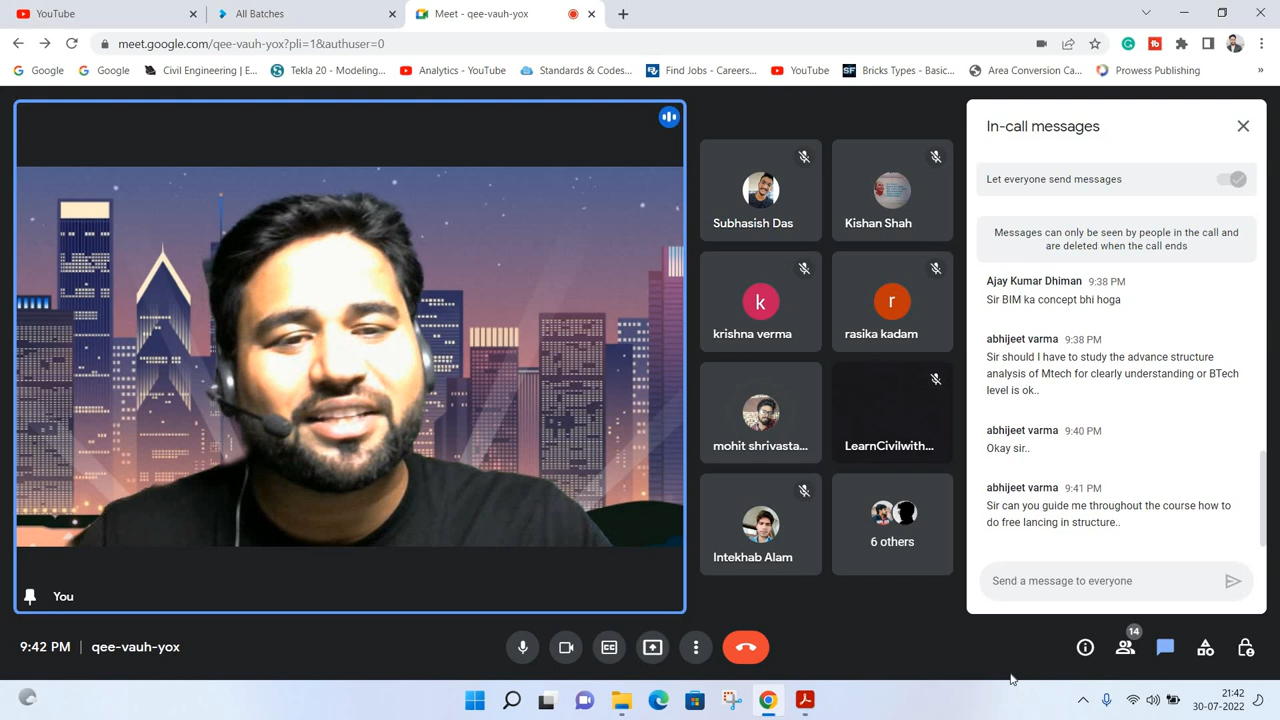 YouTube
All Batches
Meet - qee-vauh-yox
meet.google.com/qee-vauh-yox?pli=1&authuser=0
Google
Google
Civil Engineering | E...
Tekla 20 - Modeling...
Analytics - YouTube
Standards & Codes...
Find Jobs - Careers...
YouTube
SF
Bricks Types - Basic...
Area Conversion Ca...
Prowess Publishing
»
You
Subhasish Das
Kishan Shah
k
krishna verma
r
rasika kadam
mohit shrivasta...
LearnCivilwith...
Intekhab Alam
6 others
In-call messages
Let everyone send messages
Messages can only be seen by people in the call and
are deleted when the call ends
Ajay Kumar Dhiman 9:38 PM
Sir BIM ka concept bhi hoga
abhijeet varma 9:38 PM
Sir should I have to study the advance structure
analysis of Mtech for clearly understanding or BTech
level is ok..
abhijeet varma 9:40 PM
Okay sir..
abhijeet varma 9:41 PM
Sir can you guide me throughout the course how to
do free lancing in structure..
Send a message to everyone
9:42 PM | qee-vauh-yox
CC
14
21:42
30-07-2022